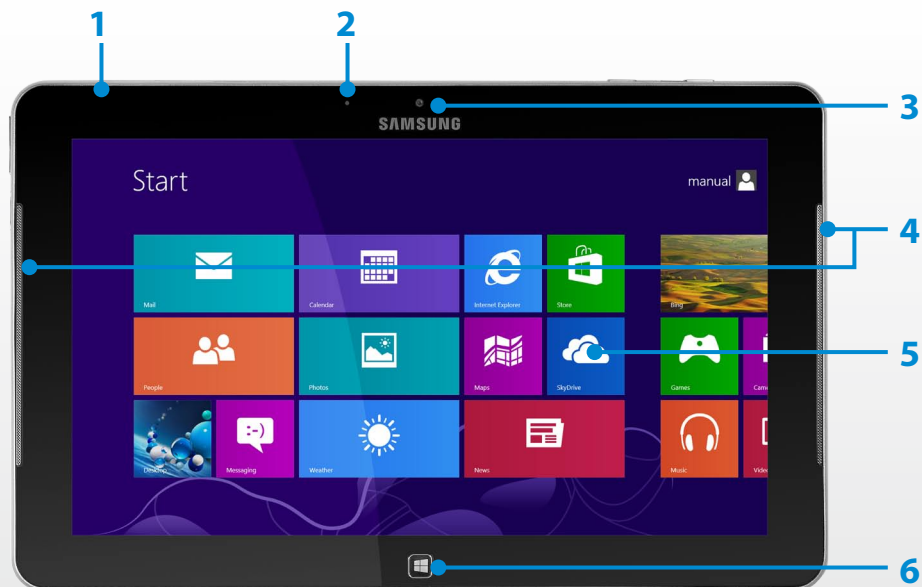 1
2
3
SAMSUNG
Start
manual
4
Mail
Calendar
Internet Explorer
Store
Bing
People
Photos
Maps
SkyDrive
Games
5
Desktop
Messaging
Weather
News
Music
6